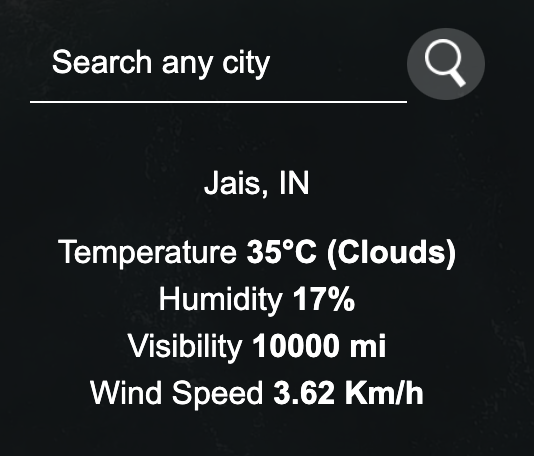 Search any city
Jais, IN
Temperature 35°C (Clouds)
Humidity 17%
Visibility 10000 mi
Wind Speed 3.62 Km/h